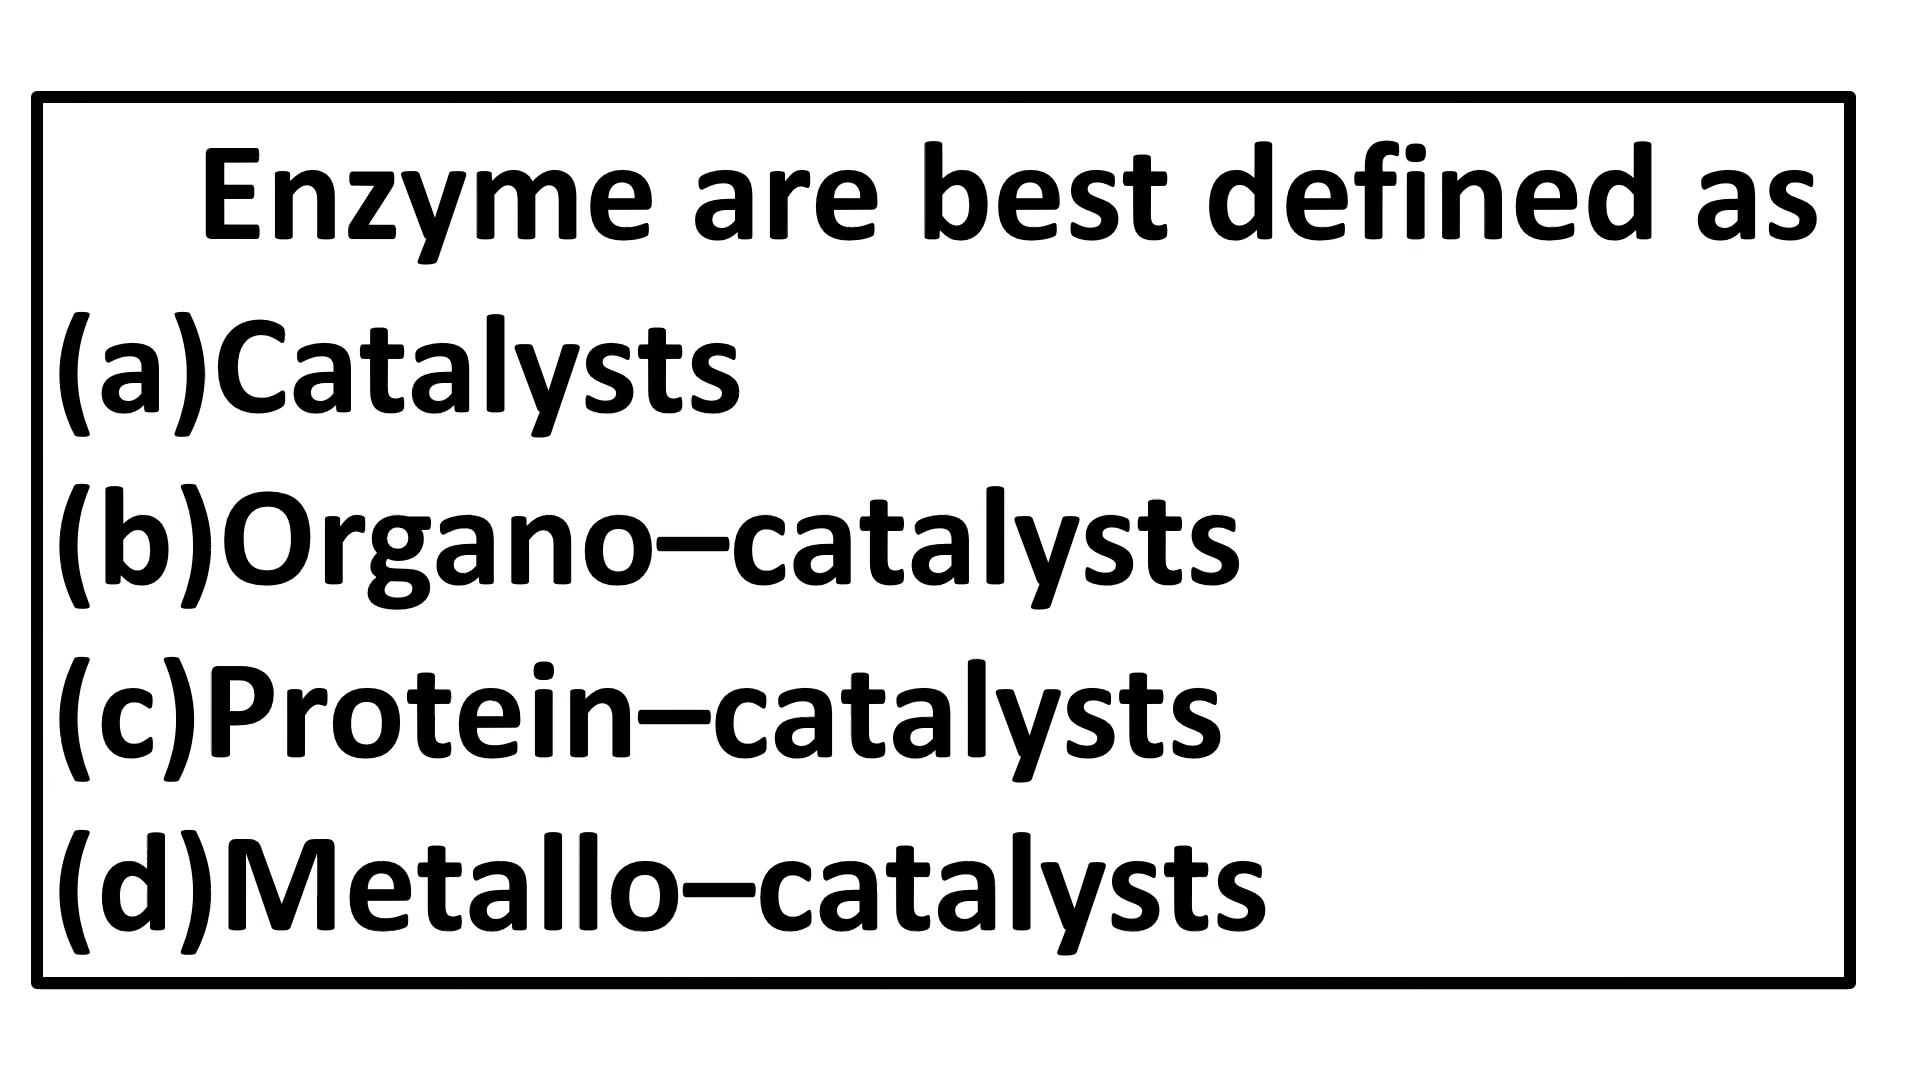 Enzyme are best defined as
(a)Catalysts
(b)Organo–catalysts
(c)Protein–catalysts
(d)Metallo–catalysts